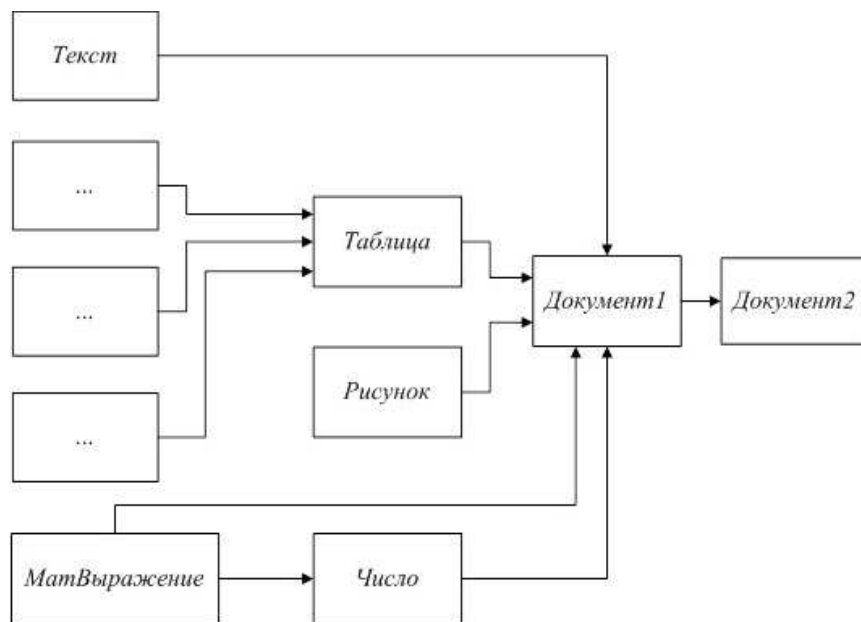 Текст
...
Таблица
...
Документ1
Документ2
Рисунок
...
МатВыражение
Число